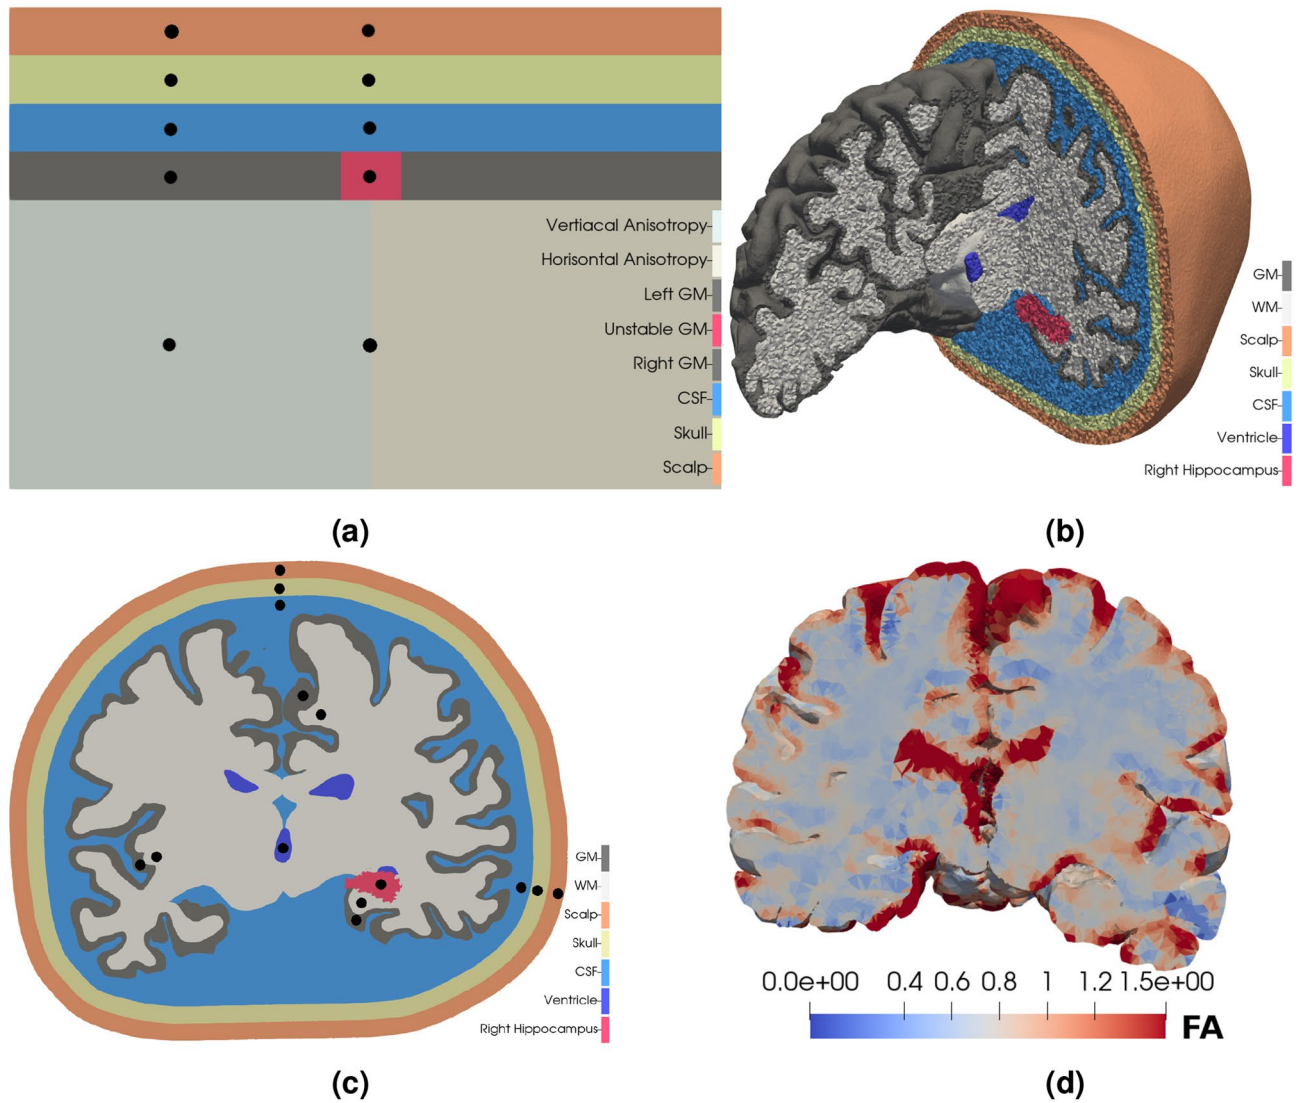 Vertiacal Anisotropy
Horisontal Anisotropy
Left GM
Unstable GM
Right GM
CSF
Skull
Scalp
(a)
GM
WM
Scalp
Skull
CSF
Ventricle
Right Hippocampus
(b)
GM
WM
Scalp
Skull
CSF
Ventricle
Right Hippocampus
(c)
0.0e+00 0.4 0.6 0.8 1 1.2 1.5e+00
FA
(d)